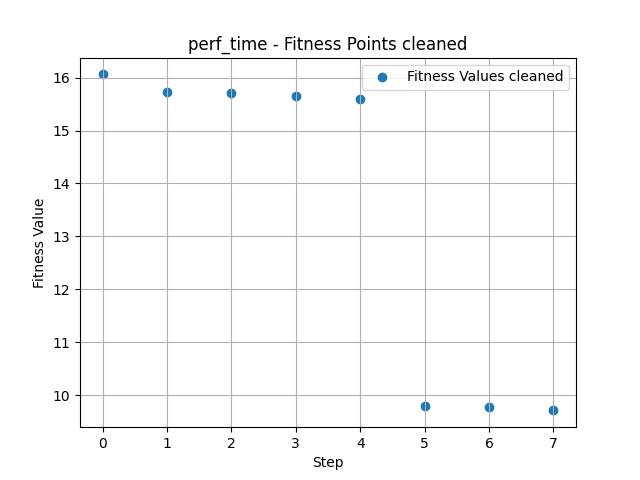 perf_time - Fitness Points cleaned
Fitness Values cleaned
16
15
14
13
12
11
10
Fitness Value
0 1 2 3 4 5 6 7
Step